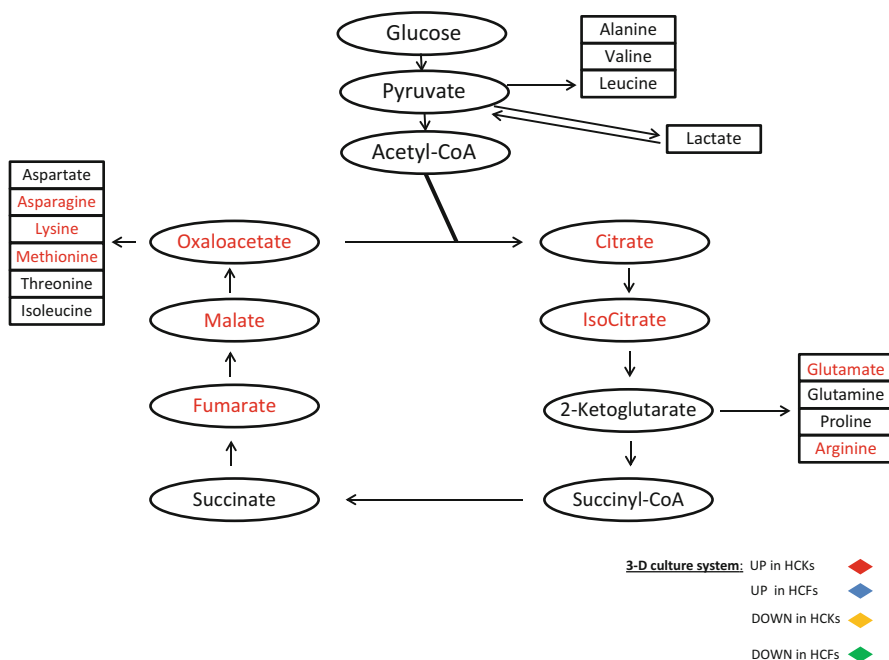 Glucose
Pyruvate
Acetyl-CoA
Alanine
Valine
Leucine
Lactate
Aspartate
Asparagine
Lysine
Methionine
Threonine
Isoleucine
Oxaloacetate
Citrate
Malate
IsoCitrate
Fumarate
2-Ketoglutarate
Glutamate
Glutamine
Proline
Arginine
Succinate
Succinyl-CoA
3-D culture system: UP in HCKs
UP in HCFs
DOWN in HCKs
DOWN in HCFs